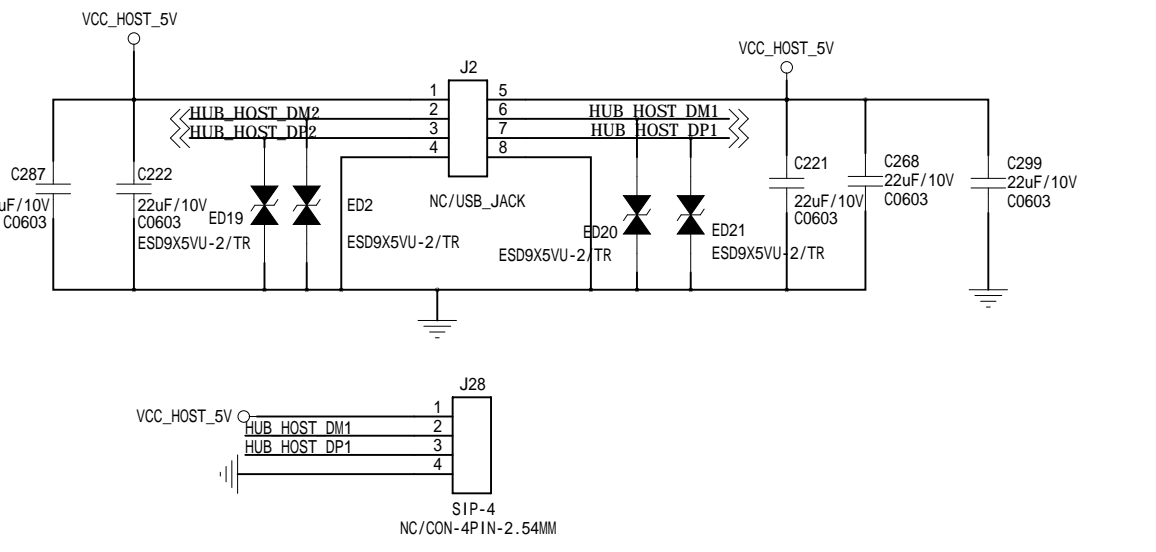 VCC_HOST_5V
VCC_HOST_5V
J2
1
5
HUB_HOST_DM2
2
6
HUB_HOST_DM1
HUB_HOST_DP2
3
7
HUB_HOST_DP1
4
8
C287
uF/10V
C0603
C222
22uF/10V
C0603
ED19
ESD9X5VU-2/TR
ED2
ESD9X5VU-2/TR
NC/USB_JACK
ED20
ESD9X5VU-2/TR
ED21
ESD9X5VU-2/TR
C221
22uF/10V
C0603
C268
22uF/10V
C0603
C299
22uF/10V
C0603
J28
VCC_HOST_5V
1
HUB_HOST_DM1
2
HUB_HOST_DP1
3
4
SIP-4
NC/CON-4PIN-2.54MM